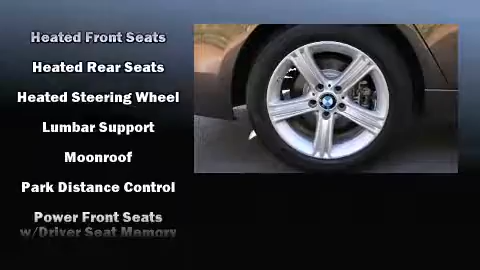 Heated Front Seats
Heated Rear Seats
Heated Steering Wheel
Lumbar Support
Moonroof
Park Distance Control
Power Front Seats
w/Driver Seat Memory